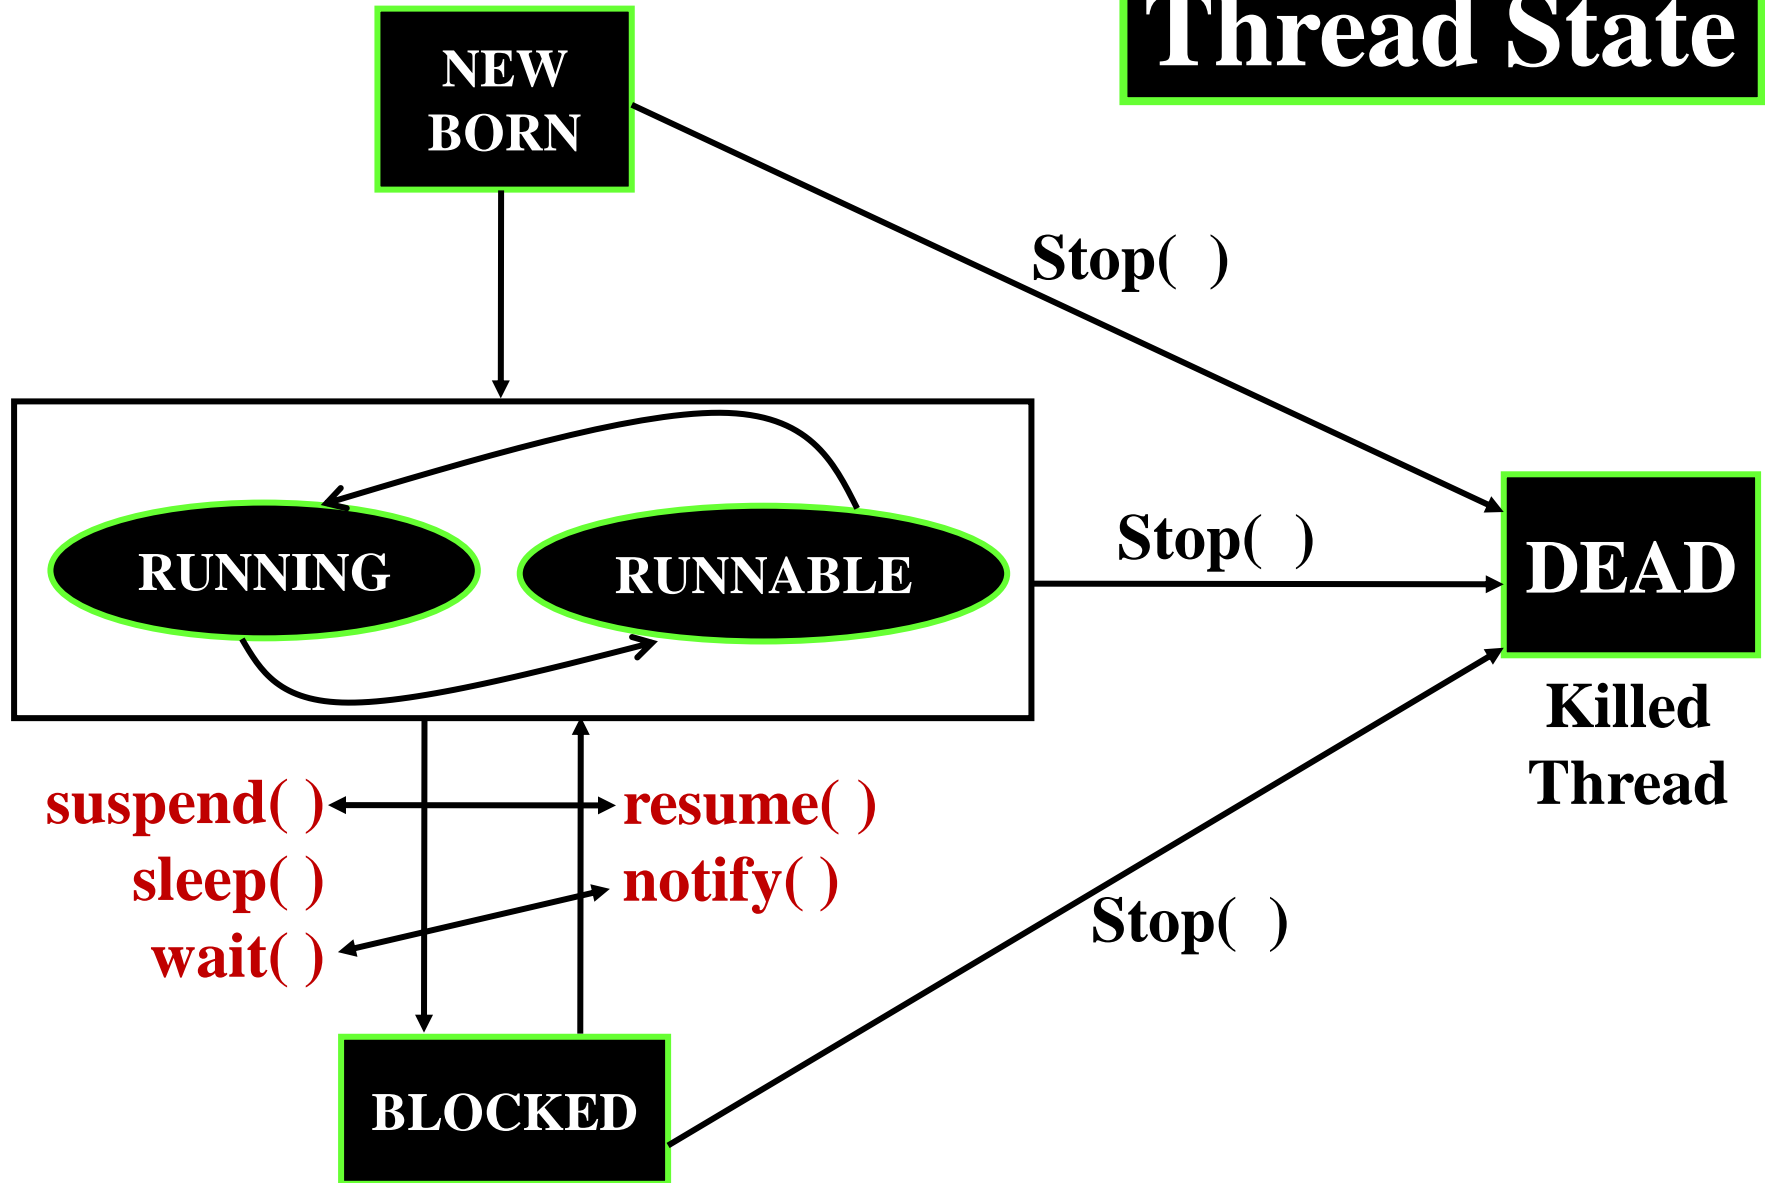 Thread State
NEW
BORN
Stop(  )
RUNNING
RUNNABLE
Stop(  )
DEAD
Killed
Thread
suspend( )
resume( )
sleep( )
notify( )
wait( )
Stop(  )
BLOCKED